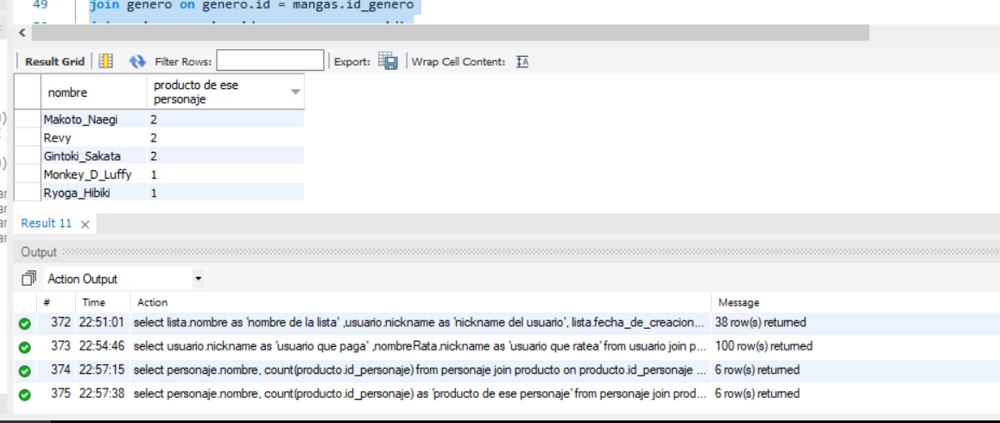 49 join genero on genero.id = mangas.id_genero
Result Grid Filter Rows: Export: Wrap Cell Content:
nombre producto de ese personaje
Makoto_Naegi 2
Revy 2
Gintoki_Sakata 2
Monkey_D_Luffy 1
Ryoga_Hibiki 1
Result 11
Output
Action Output
# Time Action Message
372 22:51:01 select lista.nombre as 'nombre de la lista' ,usuario.nickname as 'nickname del usuario', lista.fecha_de_creacion... 38 row(s) returned
373 22:54:46 select usuario.nickname as 'usuario que paga' ,nombreRata.nickname as 'usuario que ratea' from usuario join p... 100 row(s) returned
374 22:57:15 select personaje.nombre, count(producto.id_personaje) from personaje join producto on producto.id_personaje ... 6 row(s) returned
375 22:57:38 select personaje.nombre, count(producto.id_personaje) as 'producto de ese personaje' from personaje join prod... 6 row(s) returned